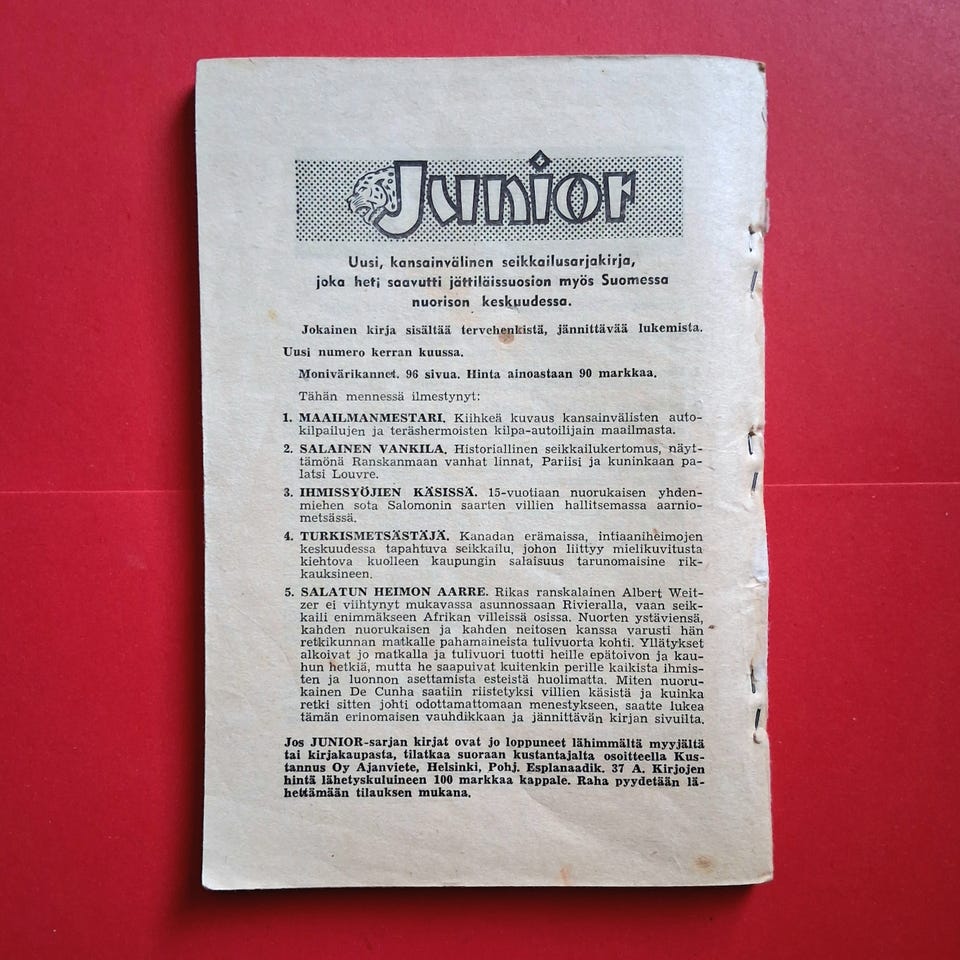 Junior
Uusi, kansainvälinen seikkailusarjakirja,
joka heti saavutti jättiläissuosion myös Suomessa
nuorison keskuudessa.
Jokainen kirja sisältää tervehenkistä, jännittävää lukemista.
Uusi numero kerran kuussa.
Monivärikannet. 96 sivua. Hinta ainoastaan 90 markkaa.
Tähän mennessä ilmestynyt:
1. MAAILMANMESTARI. Kiihkeä kuvaus kansainvälisten auto-
kilpailujen ja teräshermoisten kilpa-autoilijain maailmasta.
2. SALAINEN VANKILA. Historiallinen seikkailukertomus, näyt-
tämönä Ranskanmaan vanhat linnat, Pariisi ja kuninkaan pa-
latsi Louvre.
3. IHMISSYÖJIEN KÄSISSÄ. 15-vuotiaan nuorukaisen yhden-
miehen sota Salomonin saarten villien hallitsemassa aarnio-
metsässä.
4. TURKISMETSÄSTÄJÄ. Kanadan erämaissa, intiaaniheimojen
keskuudessa tapahtuva seikkailu, johon liittyy mielikuvitusta
kiehtova kuolleen kaupungin salaisuus tarunomaisine rik-
kauksineen.
5. SALATUN HEIMON AARRE. Rikas ranskalainen Albert Weit-
zer ei viihtynyt mukavassa asunnossaan Rivieralla, vaan seik-
kaili enimmäkseen Afrikan villeissä osissa. Nuorten ystäviensä,
kahden nuorukaisen ja kahden neitosen kanssa varusti hän
retkikunnan matkalle pahamaineista tulivuorta kohti. Yllätykset
alkoivat jo matkalla ja tulivuori tuotti heille epätoivon ja kau-
hun hetkiä, mutta he saapuivat kuitenkin perille kaikista ihmis-
ten ja luonnon asettamista esteistä huolimatta. Miten nuoru-
kainen De Cunha saatiin riistetyksi villien käsistä ja kuinka
retki sitten johti odottamattomaan menestykseen, saatte lukea
tämän erinomaisen vauhdikkaan ja jännittävän kirjan sivuilta.
Jos JUNIOR-sarjan kirjat ovat jo loppuneet lähimmältä myyjältä
tai kirjakaupasta, tilatkaa suoraan kustantajalta osoitteella Kus-
tannus Oy Ajanviete, Helsinki, Pohj. Esplanaadik. 37 A. Kirjojen
hintä lähetyskuluineen 100 markkaa kappale. Raha pyydetään lä-
hettämään tilauksen mukana.